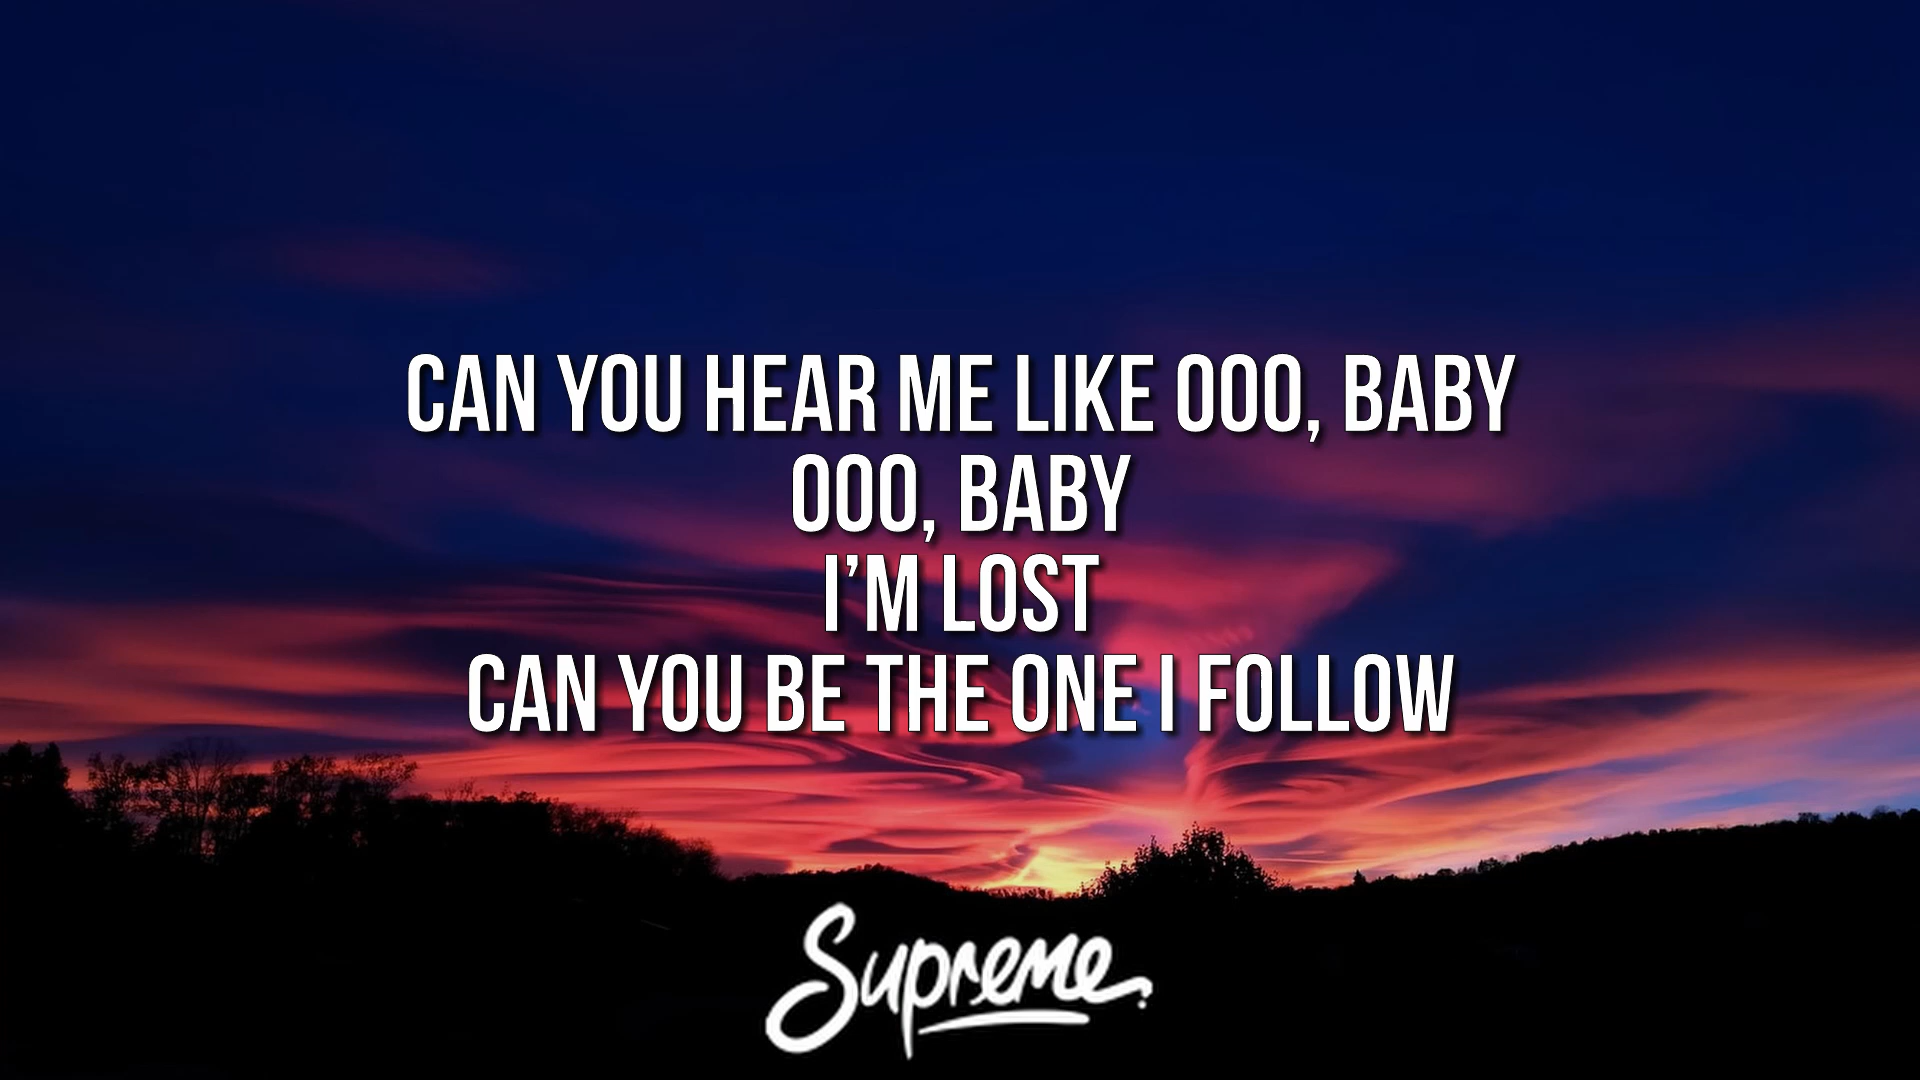 CAN YOU HEAR ME LIKE OOO, BABY
OOO, BABY
I’M LOST
CAN YOU BE THE ONE I FOLLOW
Supreme.